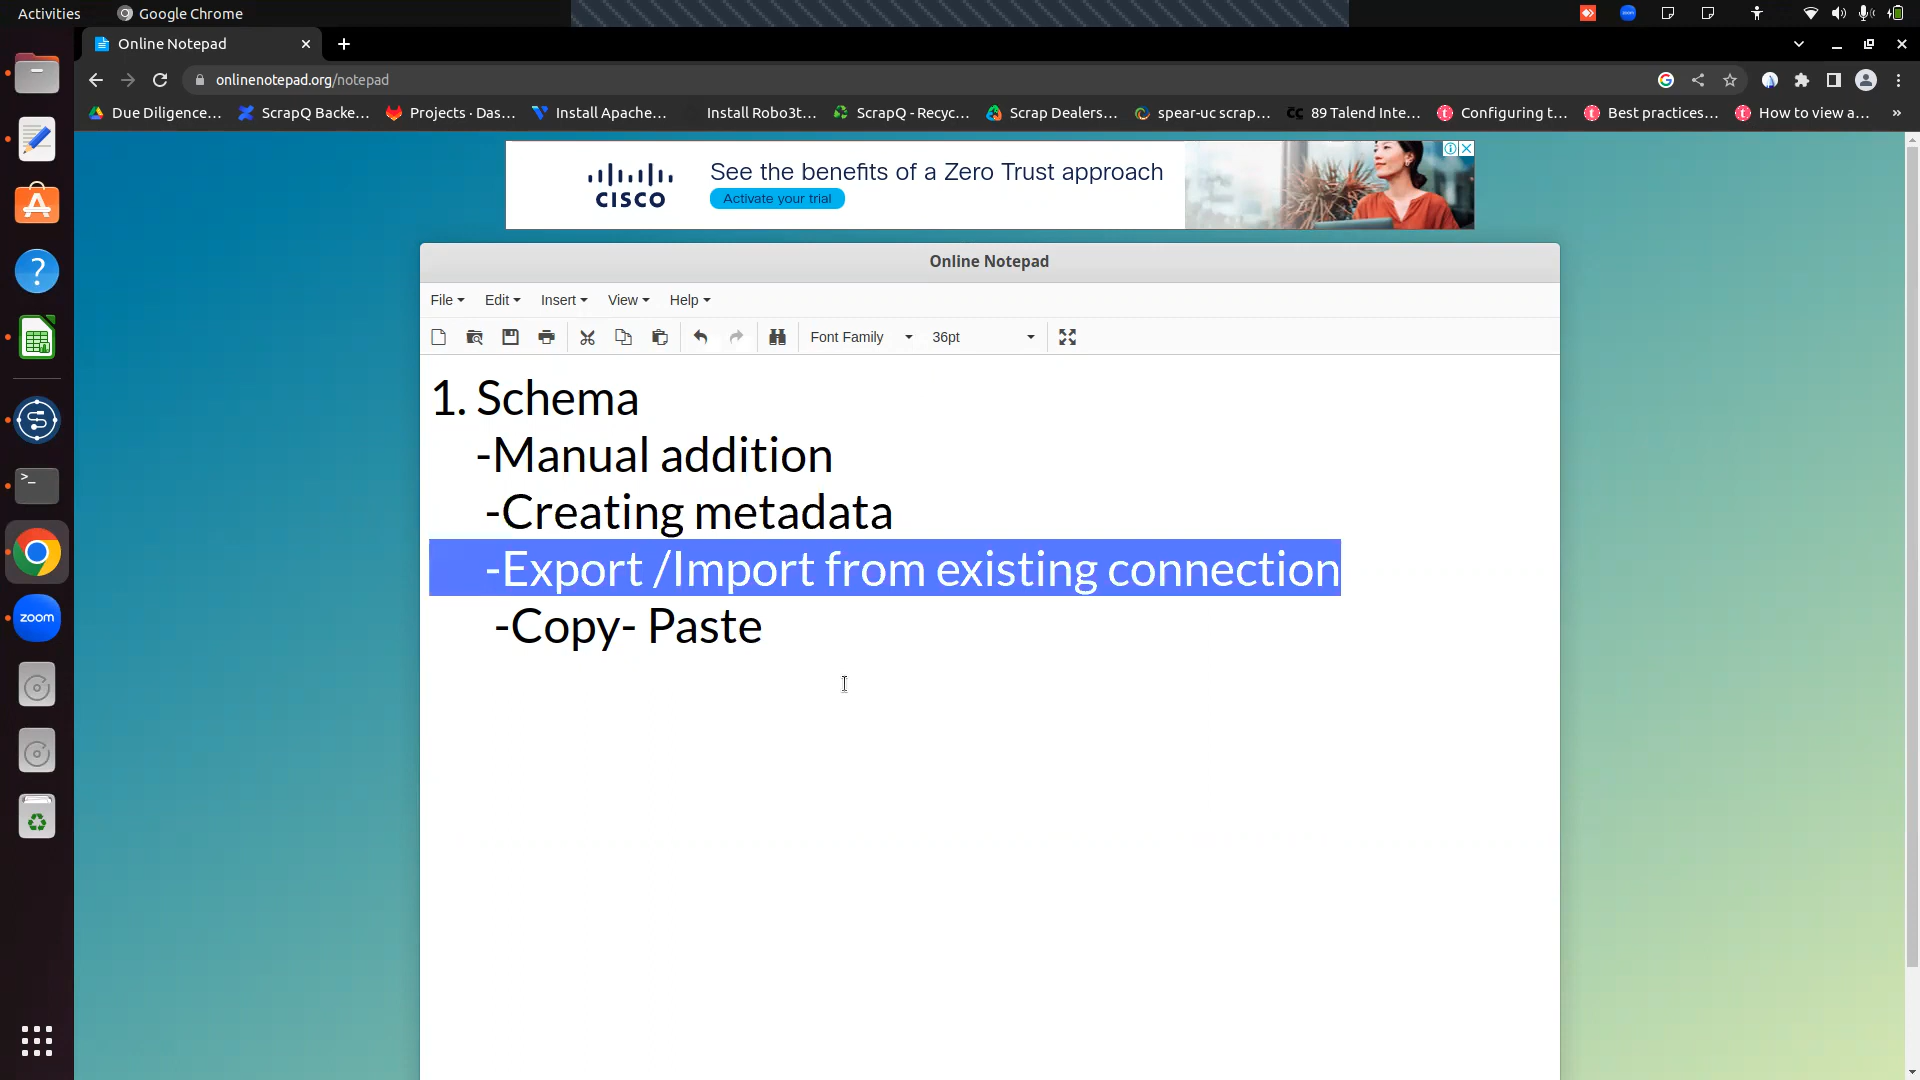 Activities
Google Chrome
Online Notepad
onlinenotepad.org/notepad
Due Diligence...
ScrapQ Backe...
Projects · Das...
Install Apache...
Install Robo3t...
ScrapQ - Recyc...
Scrap Dealers...
spear-uc scrap...
89 Talend Inte...
Configuring t...
Best practices...
How to view a...
»
CISCO
See the benefits of a Zero Trust approach
Activate your trial
Online Notepad
File Edit Insert View Help
Font Family 36pt
1. Schema
-Manual addition
-Creating metadata
-Export /Import from existing connection
-Copy- Paste
zoom